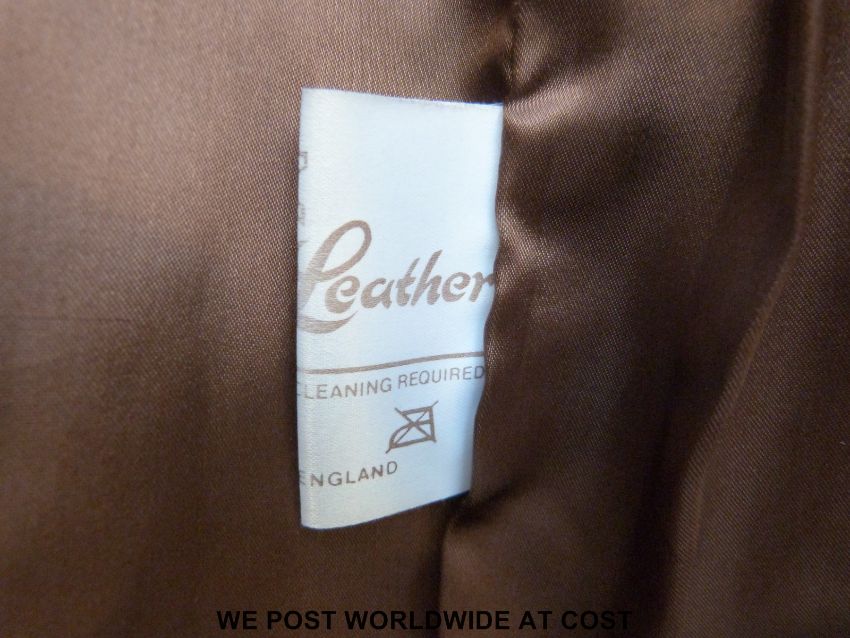 Leather
CLEANING REQUIRED
ENGLAND
WE POST WORLDWIDE AT COST